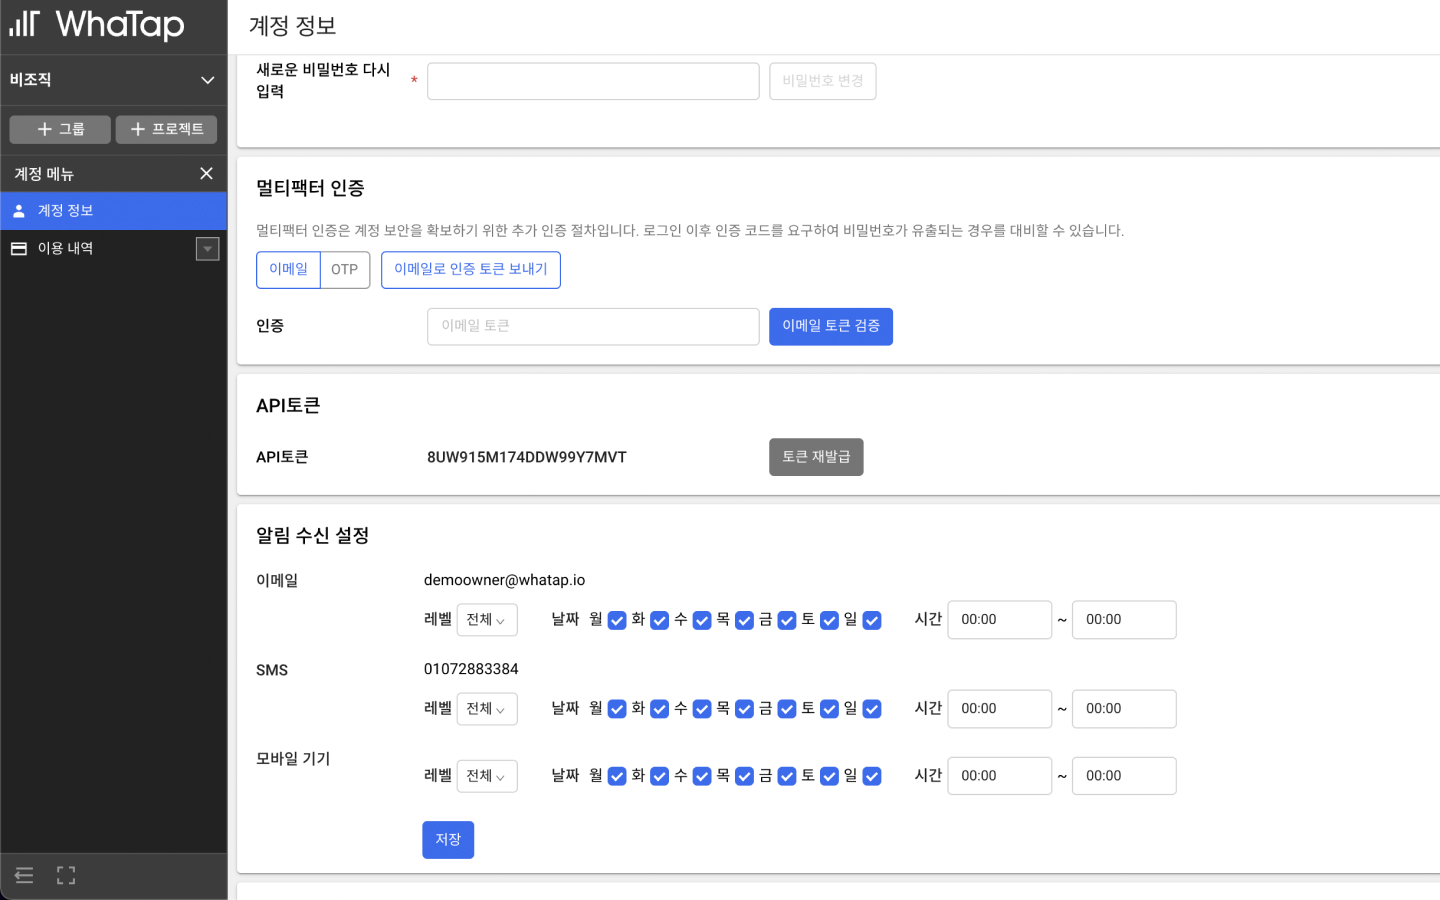 WhaTap
계정 정보
비조직
그룹
프로젝트
계정 메뉴
계정 정보
이용 내역
새로운 비밀번호 다시
입력
*
비밀번호 변경
멀티팩터 인증
멀티팩터 인증은 계정 보안을 확보하기 위한 추가 인증 절차입니다. 로그인 이후 인증 코드를 요구하여 비밀번호가 유출되는 경우를 대비할 수 있습니다.
이메일 OTP 이메일로 인증 토큰 보내기
인증 이메일 토큰 이메일 토큰 검증
API토큰
API토큰 8UW915M174DDW99Y7MVT 토큰 재발급
알림 수신 설정
이메일 demoowner@whatap.io
레벨 전체 날짜 월 화 수 목 금 토 일 시간 00:00 ~ 00:00
SMS 01072883384
레벨 전체 날짜 월 화 수 목 금 토 일 시간 00:00 ~ 00:00
모바일 기기
레벨 전체 날짜 월 화 수 목 금 토 일 시간 00:00 ~ 00:00
저장